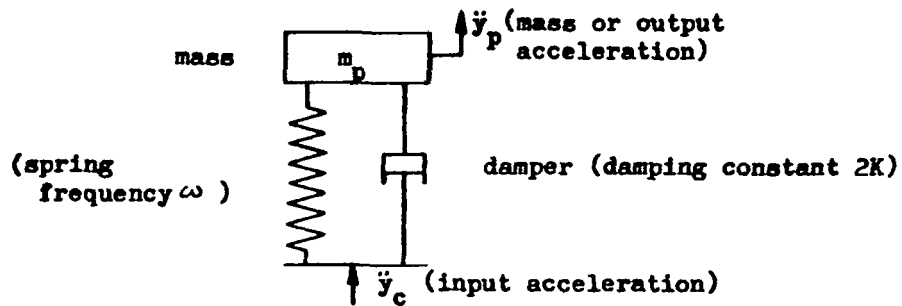 ÿp (mass or output
acceleration)
mass
mp
(spring
frequency ω )
damper (damping constant 2K)
ÿc (input acceleration)